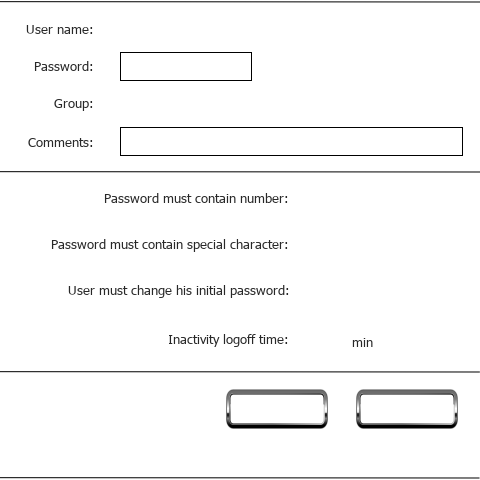 User name:
Password:
Group:
Comments:
Password must contain number:
Password must contain special character:
User must change his initial password:
Inactivity logoff time: min